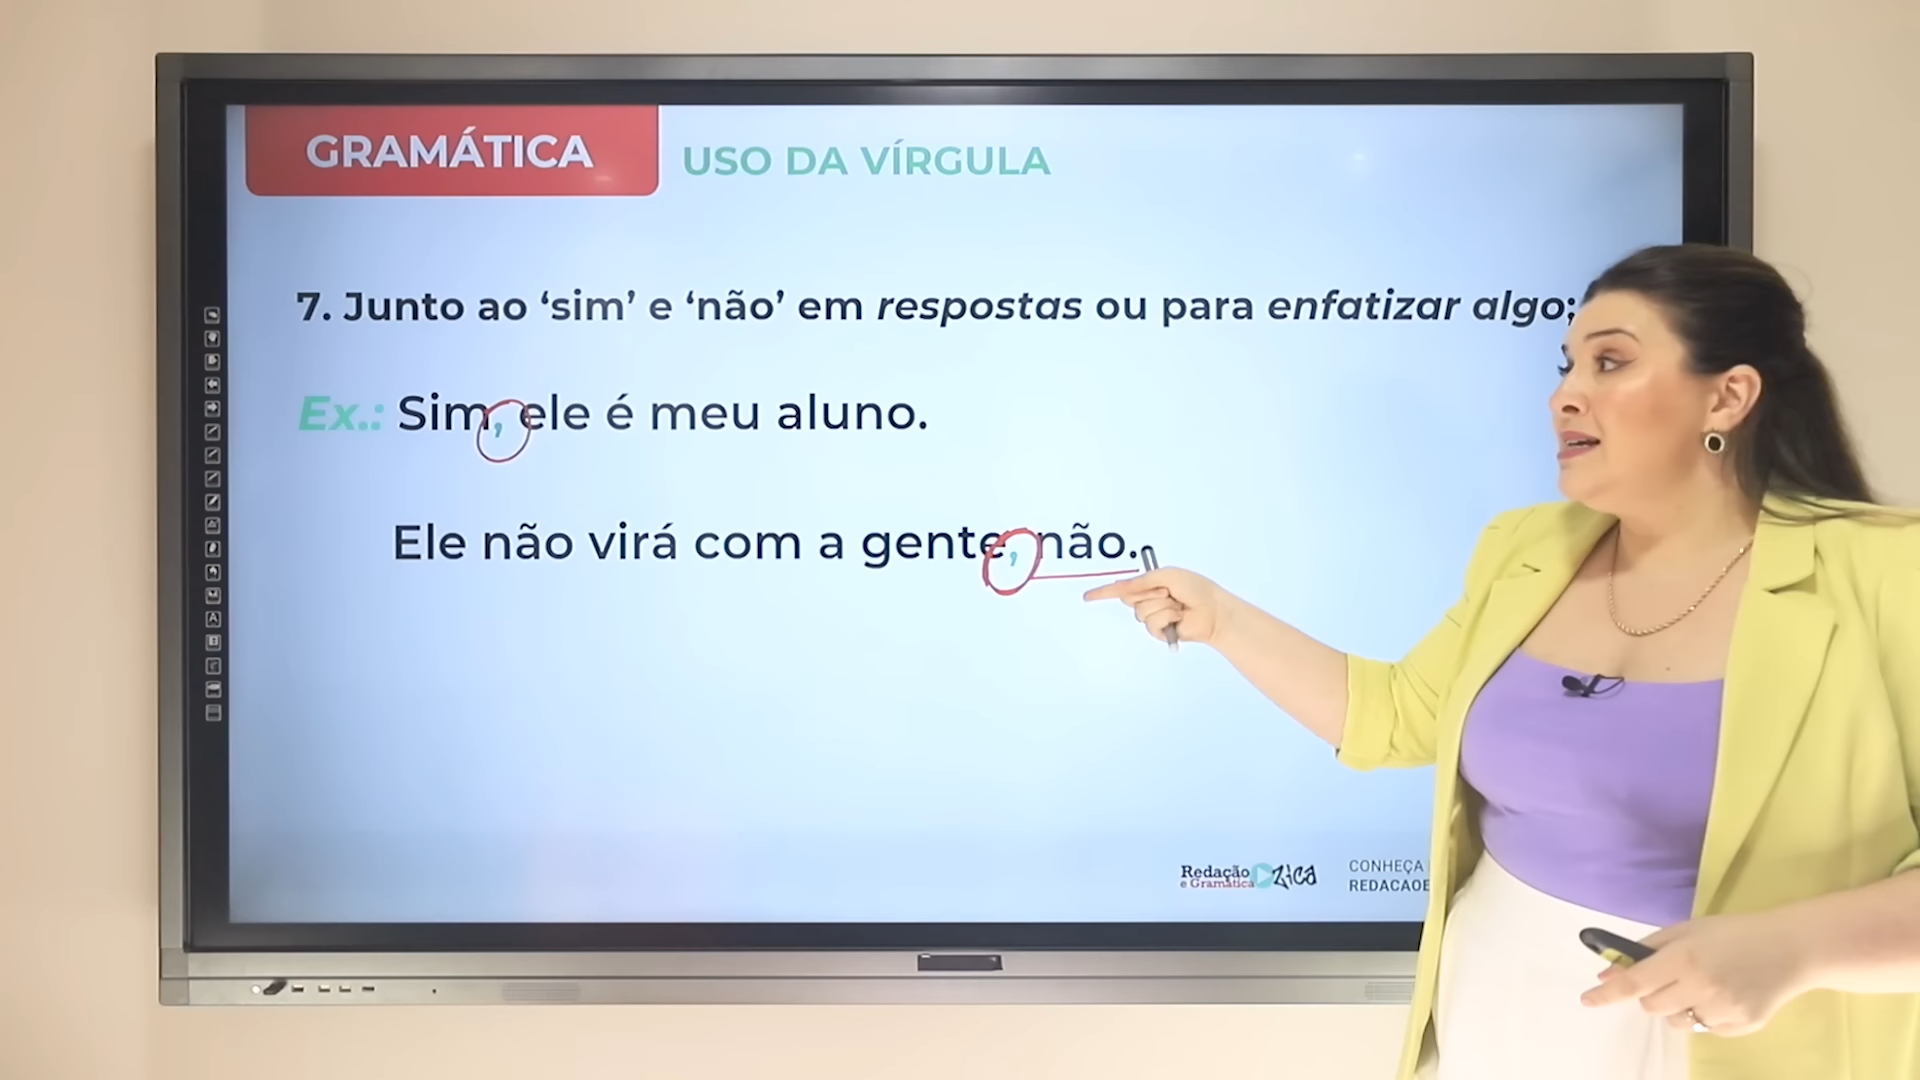 GRAMÁTICA
USO DA VÍRGULA
7. Junto ao ‘sim’ e ‘não’ em respostas ou para enfatizar algo;
Ex.: Sim, ele é meu aluno.
Ele não virá com a gente, não.
Redação e Gramática Zica
CONHEÇA